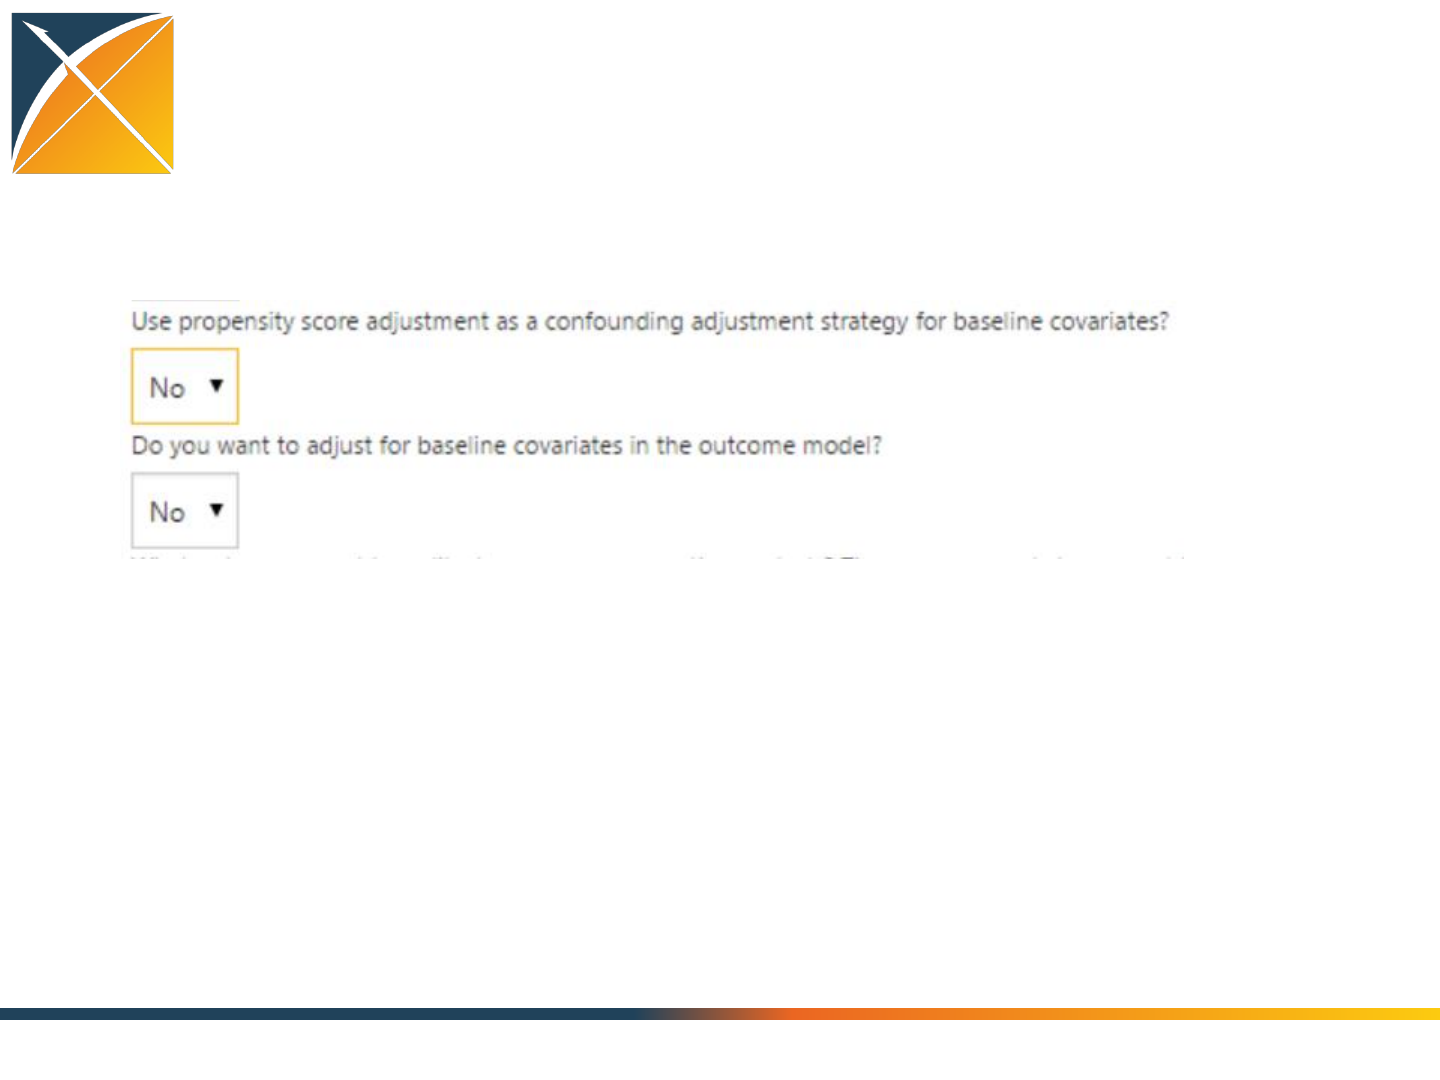 Use propensity score adjustment as a confounding adjustment strategy for baseline covariates?
No
Do you want to adjust for baseline covariates in the outcome model?
No